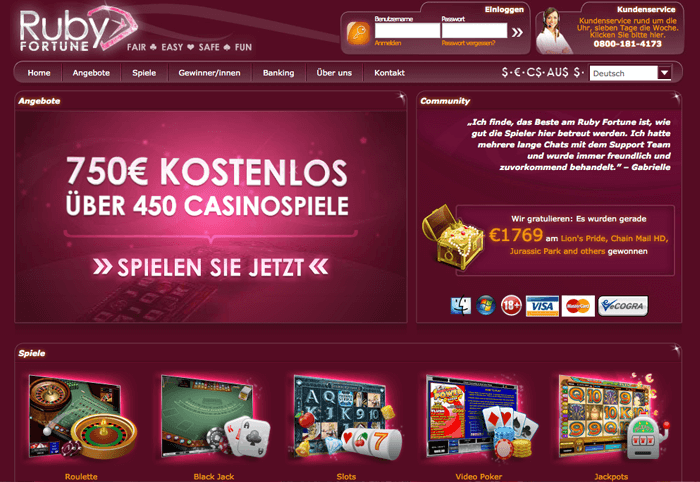 Ruby
FORTUNE
FAIR ♣ EASY ♥ SAFE ♠ FUN
Einloggen
Benutzername
Passwort
Anmelden
Passwort vergessen?
»
Kundenservice
Kundenservice rund um die
Uhr, sieben Tage die Woche.
Klicken Sie bitte hier.
0800-181-4173
Home
Angebote
Spiele
Gewinner/innen
Banking
Über uns
Kontakt
$·€·C$·AU$ $·
Deutsch
Angebote
750€ KOSTENLOS
ÜBER 450 CASINOSPIELE
» SPIELEN SIE JETZT «
Community
„Ich finde, das Beste am Ruby Fortune ist, wie
gut die Spieler hier betreut werden. Ich hatte
mehrere lange Chats mit dem Support Team
und wurde immer freundlich und
zuvorkommend behandelt.” – Gabrielle
Wir gratulieren: Es wurden gerade
€1769 am Lion's Pride, Chain Mail HD,
Jurassic Park and others gewonnen
18+
VISA
MasterCard
eCOGRA
Spiele
Roulette
Black Jack
Slots
Video Poker
Jackpots